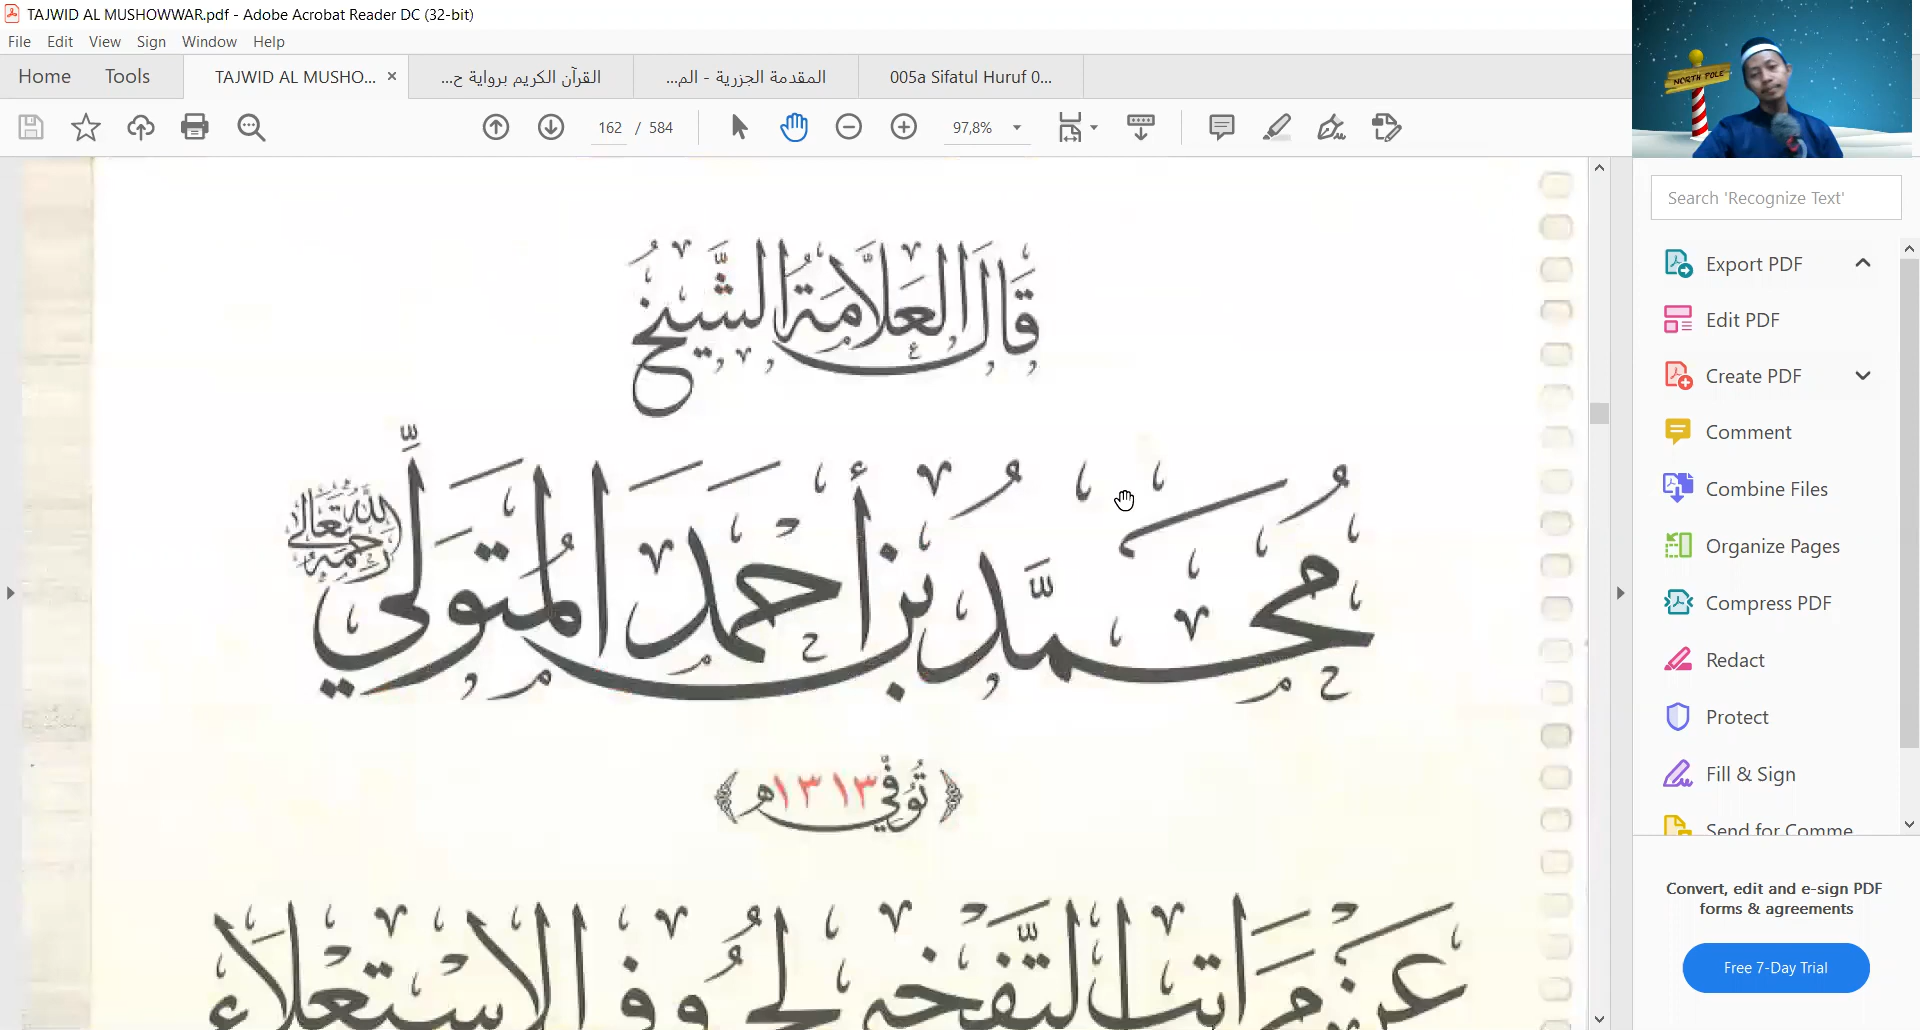 TAJWID AL MUSHOWWAR.pdf - Adobe Acrobat Reader DC (32-bit)
File Edit View Sign Window Help
Home Tools TAJWID AL MUSHO... × القرآن الكريم برواية ح... المقدمة الجزرية - الم... 005a Sifatul Huruf 0...
162 / 584 97,8%
NORTH POLE
Search 'Recognize Text'
Export PDF
Edit PDF
Create PDF
Comment
Combine Files
Organize Pages
Compress PDF
Redact
Protect
Fill & Sign
Send for Comme
Convert, edit and e-sign PDF
forms & agreements
Free 7-Day Trial
قَالَ العَلَّامَةُ الشَّيْخُ
مُحَمَّدُ بْنُ أَحْمَدَ المُتَوَلِّي رحمه الله تعالى
﴿تُوُفِّيَ ١٣١٣هـ﴾
عَنْ مَرَاتِبِ التَّفْخِيمِ لِحُرُوفِ الِاسْتِعْلَاءِ